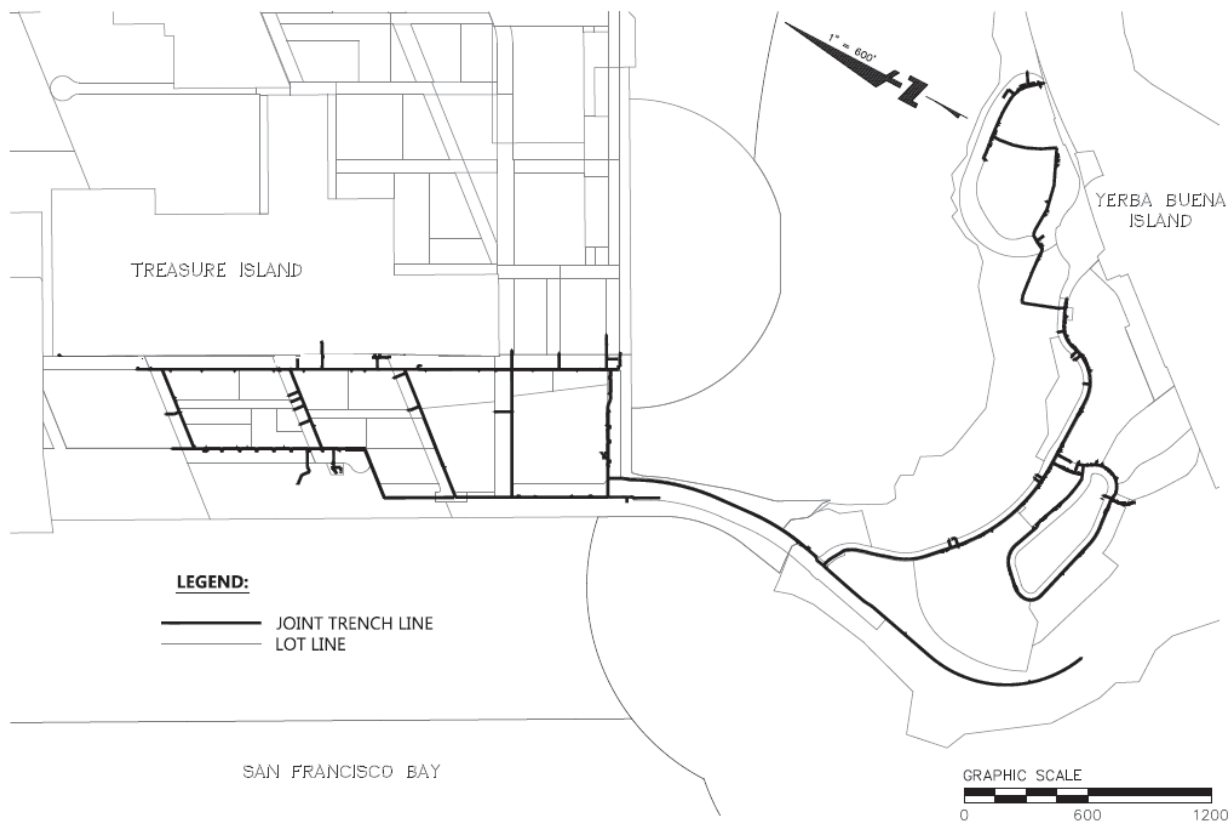 1" = 600'
N
YERBA BUENA
ISLAND
TREASURE ISLAND
LEGEND:
JOINT TRENCH LINE
LOT LINE
SAN FRANCISCO BAY
GRAPHIC SCALE
0 600 1200